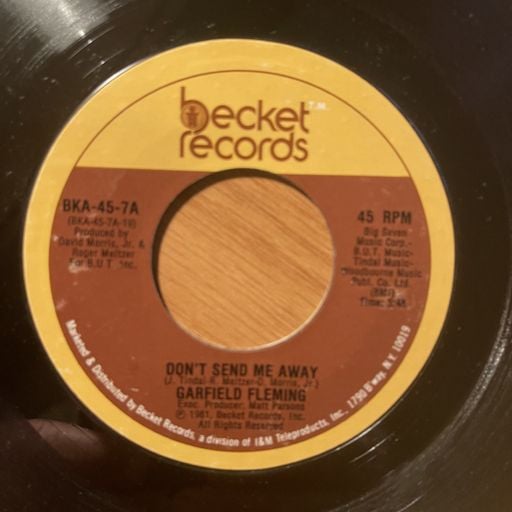 becket T.M.
records
BKA-45-7A
(BKA-45-7A-19)
Produced by
David Morris, Jr. &
Roger Meltzer
For B.U.T. Inc.
45 RPM
Big Seven
Music Corp.-
B.U.T. Music-
Tindal Music-
Bloodbourne Music
Publ. Co. Ltd.
(BMI)
Time: 3:48
DON'T SEND ME AWAY
(J. Tindal-R. Meltzer-D. Morris, Jr.)
GARFIELD FLEMING
Exec. Producer: Matt Parsons
℗ 1981, Becket Records, Inc.
All Rights Reserved
Marketed & Distributed by Becket Records, a division of I&M Teleproducts, Inc. 1790 B'way, N.Y. 10019